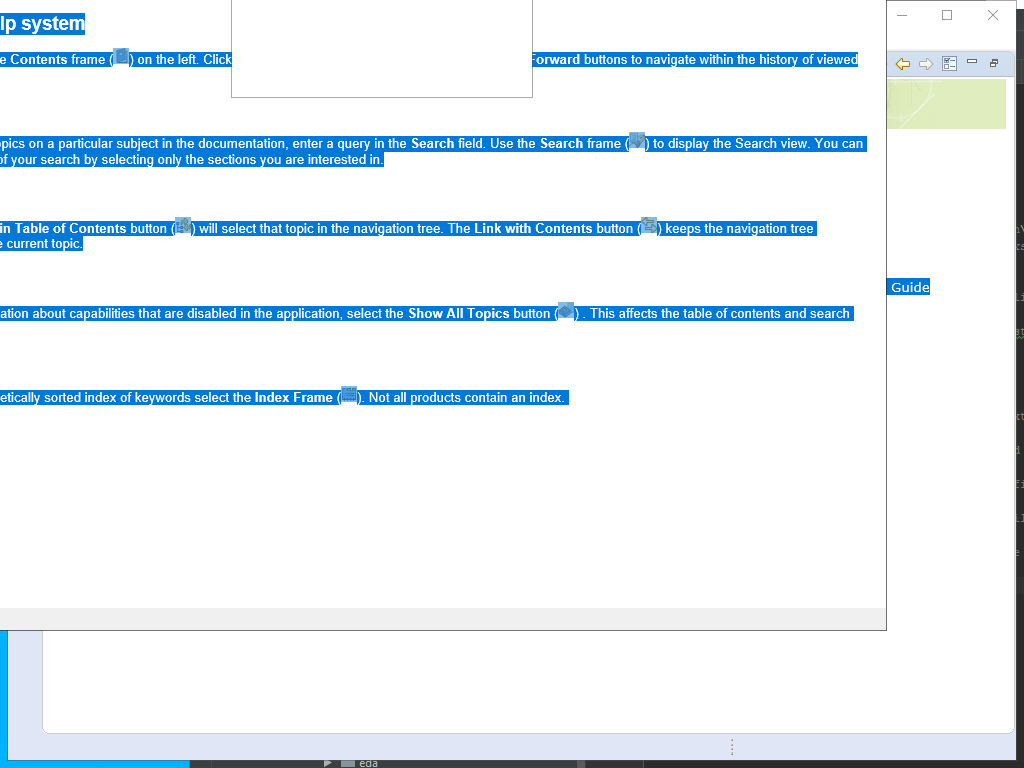 lp system
e Contents frame ( ) on the left. Click
Forward buttons to navigate within the history of viewed
opics on a particular subject in the documentation, enter a query in the Search field. Use the Search frame ( ) to display the Search view. You can
of your search by selecting only the sections you are interested in.
in Table of Contents button ( ) will select that topic in the navigation tree. The Link with Contents button ( ) keeps the navigation tree
e current topic.
Guide
ation about capabilities that are disabled in the application, select the Show All Topics button ( ) . This affects the table of contents and search
etically sorted index of keywords select the Index Frame ( ). Not all products contain an index.
eda